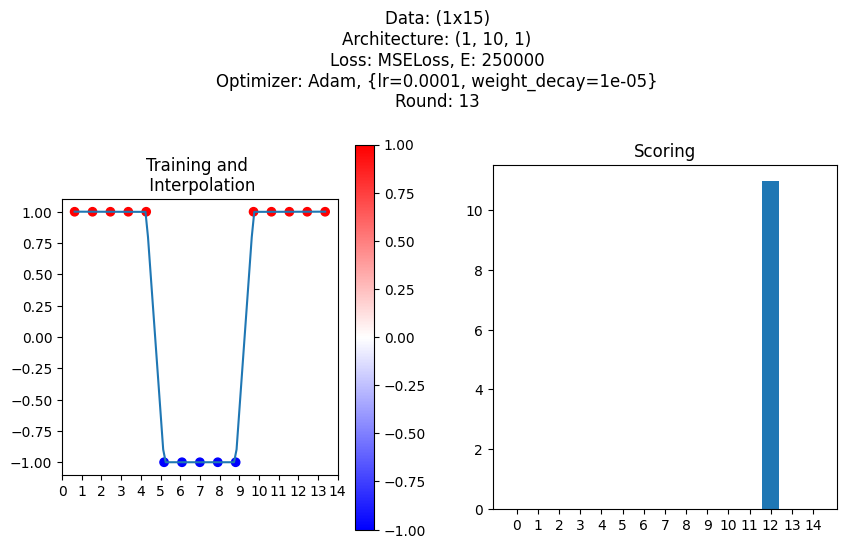 Data: (1x15)
Architecture: (1, 10, 1)
Loss: MSELoss, E: 250000
Optimizer: Adam, {lr=0.0001, weight_decay=1e-05}
Round: 13
Training and
Interpolation
1.00
0.75
0.50
0.25
0.00
−0.25
−0.50
−0.75
−1.00
0 1 2 3 4 5 6 7 8 9 10 11 12 13 14
1.00
0.75
0.50
0.25
0.00
−0.25
−0.50
−0.75
−1.00
Scoring
10
8
6
4
2
0
0 1 2 3 4 5 6 7 8 9 10 11 12 13 14